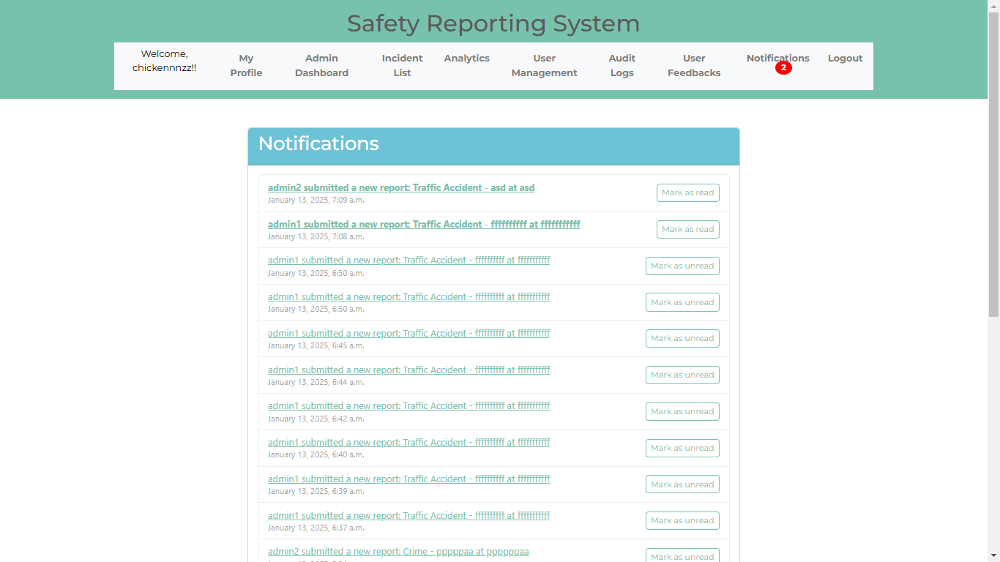 Safety Reporting System
Welcome,
chickennnzz!!
My
Profile
Admin
Dashboard
Incident
List
Analytics
User
Management
Audit
Logs
User
Feedbacks
Notifications
2
Logout
Notifications
admin2 submitted a new report: Traffic Accident - asd at asd
January 13, 2025, 7:09 a.m.
Mark as read
admin1 submitted a new report: Traffic Accident - ffffffffff at fffffffffff
January 13, 2025, 7:08 a.m.
Mark as read
admin1 submitted a new report: Traffic Accident - ffffffffff at fffffffffff
January 13, 2025, 6:50 a.m.
Mark as unread
admin1 submitted a new report: Traffic Accident - ffffffffff at fffffffffff
January 13, 2025, 6:50 a.m.
Mark as unread
admin1 submitted a new report: Traffic Accident - ffffffffff at fffffffffff
January 13, 2025, 6:45 a.m.
Mark as unread
admin1 submitted a new report: Traffic Accident - ffffffffff at fffffffffff
January 13, 2025, 6:44 a.m.
Mark as unread
admin1 submitted a new report: Traffic Accident - ffffffffff at fffffffffff
January 13, 2025, 6:42 a.m.
Mark as unread
admin1 submitted a new report: Traffic Accident - ffffffffff at fffffffffff
January 13, 2025, 6:40 a.m.
Mark as unread
admin1 submitted a new report: Traffic Accident - ffffffffff at fffffffffff
January 13, 2025, 6:39 a.m.
Mark as unread
admin1 submitted a new report: Traffic Accident - ffffffffff at fffffffffff
January 13, 2025, 6:37 a.m.
Mark as unread
admin2 submitted a new report: Crime - pppppaa at ppppppaa
Mark as unread